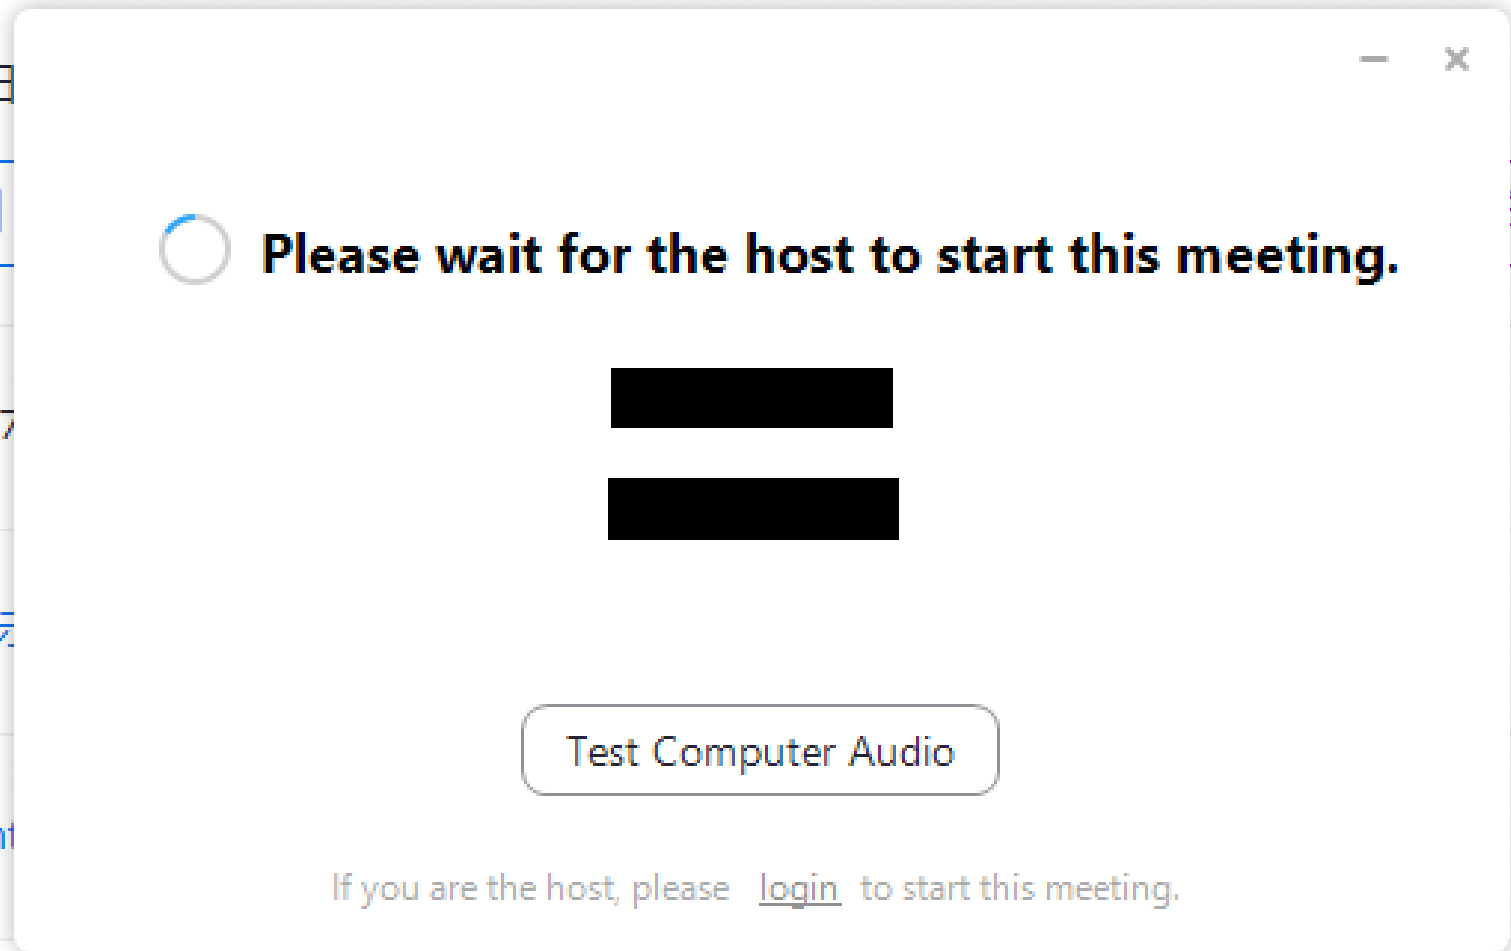 Please wait for the host to start this meeting.
Test Computer Audio
If you are the host, please login to start this meeting.